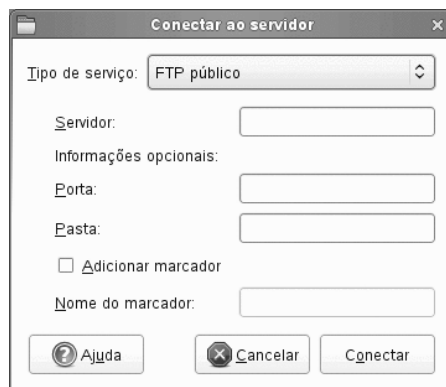 Conectar ao servidor
Tipo de serviço: FTP público
Servidor:
Informações opcionais:
Porta:
Pasta:
Adicionar marcador
Nome do marcador:
Ajuda Cancelar Conectar